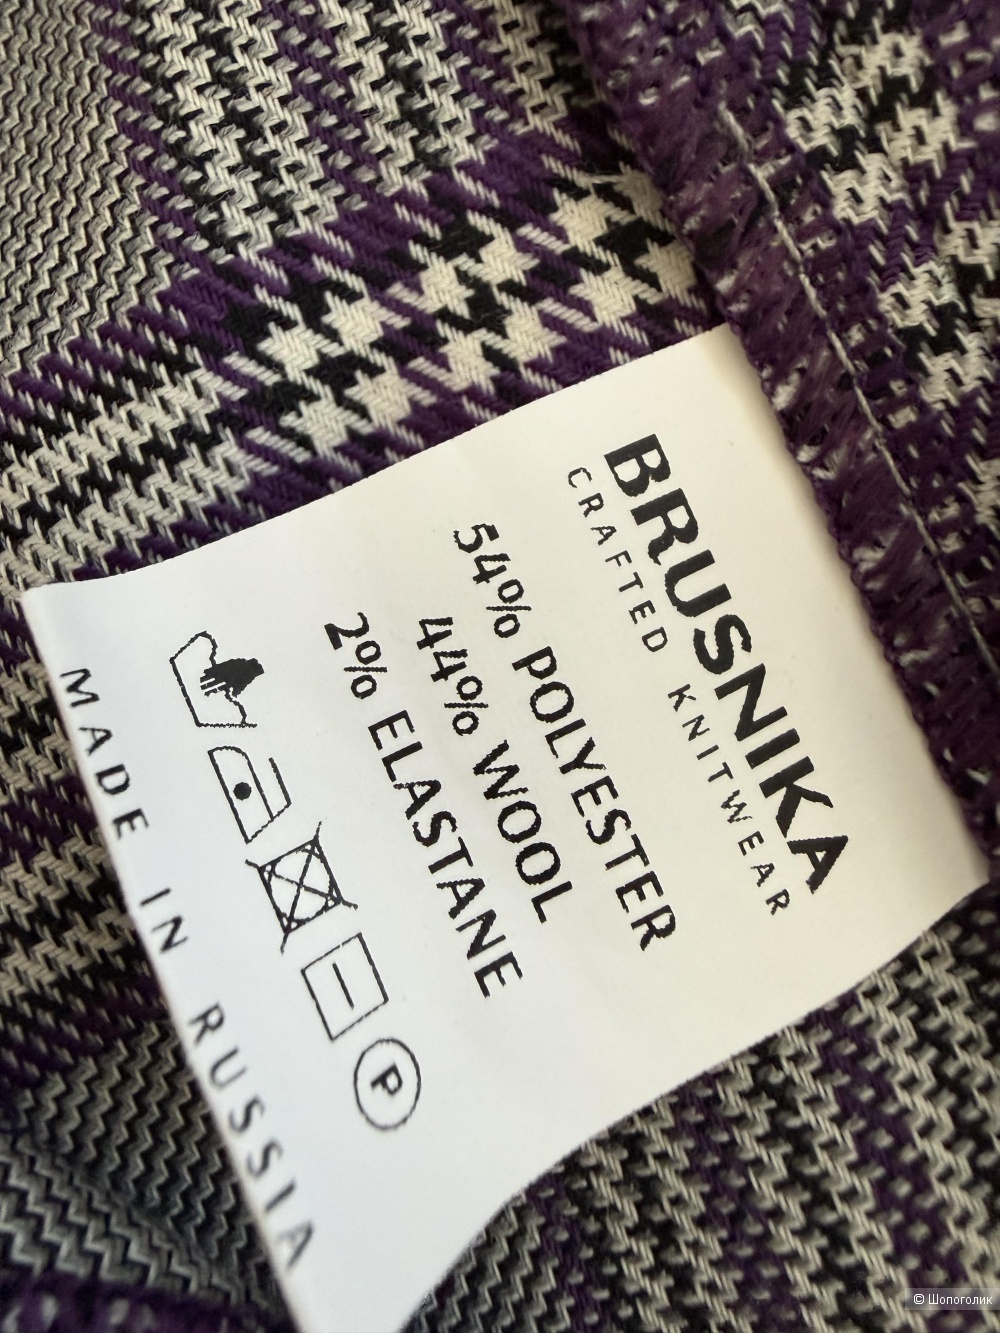 BRUSNIKA
CRAFTED KNITWEAR
54% POLYESTER
44% WOOL
2% ELASTANE
P
MADE IN RUSSIA
© Шопоголик